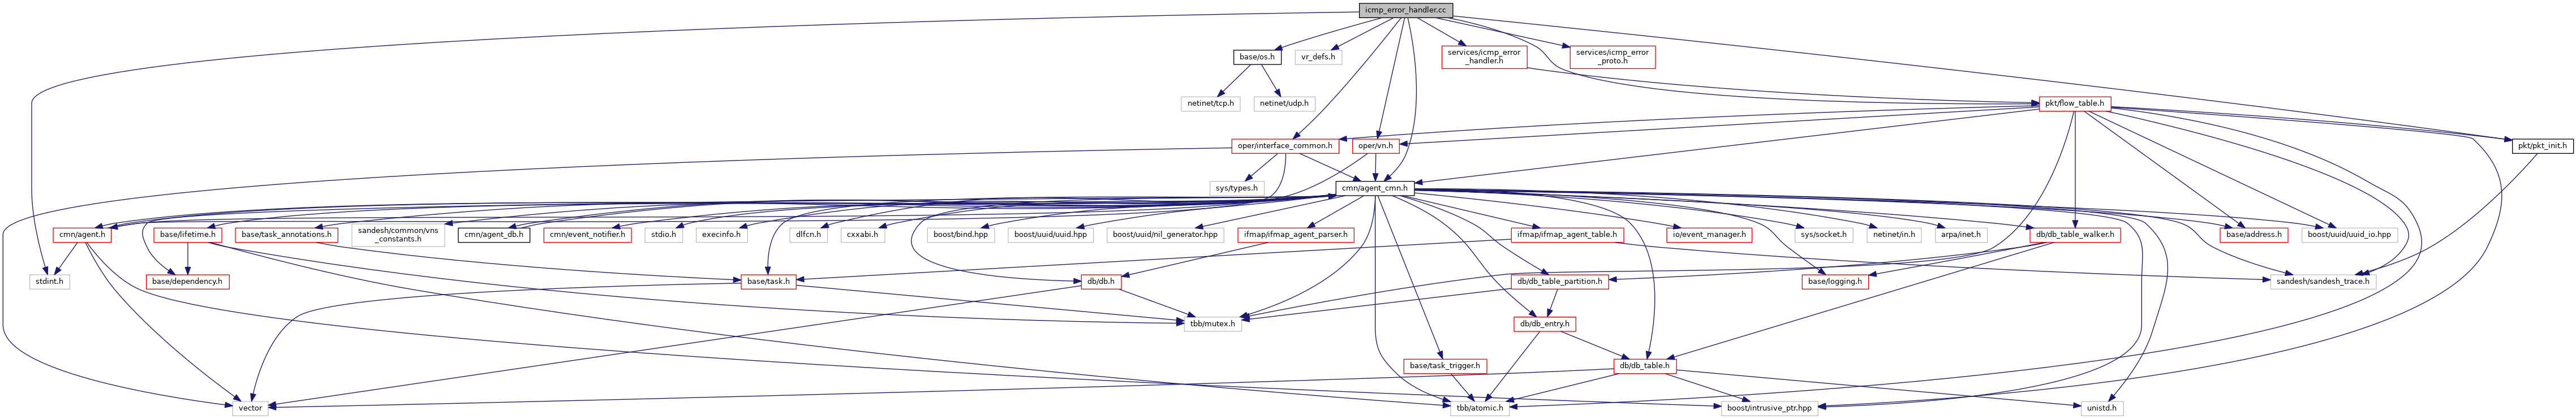 icmp_error_handler.cc
base/os.h
vr_defs.h
services/icmp_error
_handler.h
services/icmp_error
_proto.h
netinet/tcp.h
netinet/udp.h
pkt/flow_table.h
oper/interface_common.h
oper/vn.h
pkt/pkt_init.h
sys/types.h
cmn/agent_cmn.h
cmn/agent.h
base/lifetime.h
base/task_annotations.h
sandesh/common/vns
_constants.h
cmn/agent_db.h
cmn/event_notifier.h
stdio.h
execinfo.h
dlfcn.h
cxxabi.h
boost/bind.hpp
boost/uuid/uuid.hpp
boost/uuid/nil_generator.hpp
ifmap/ifmap_agent_parser.h
ifmap/ifmap_agent_table.h
io/event_manager.h
sys/socket.h
netinet/in.h
arpa/inet.h
db/db_table_walker.h
base/address.h
boost/uuid/uuid_io.hpp
stdint.h
base/dependency.h
base/task.h
db/db.h
db/db_table_partition.h
base/logging.h
sandesh/sandesh_trace.h
tbb/mutex.h
db/db_entry.h
base/task_trigger.h
db/db_table.h
vector
tbb/atomic.h
boost/intrusive_ptr.hpp
unistd.h